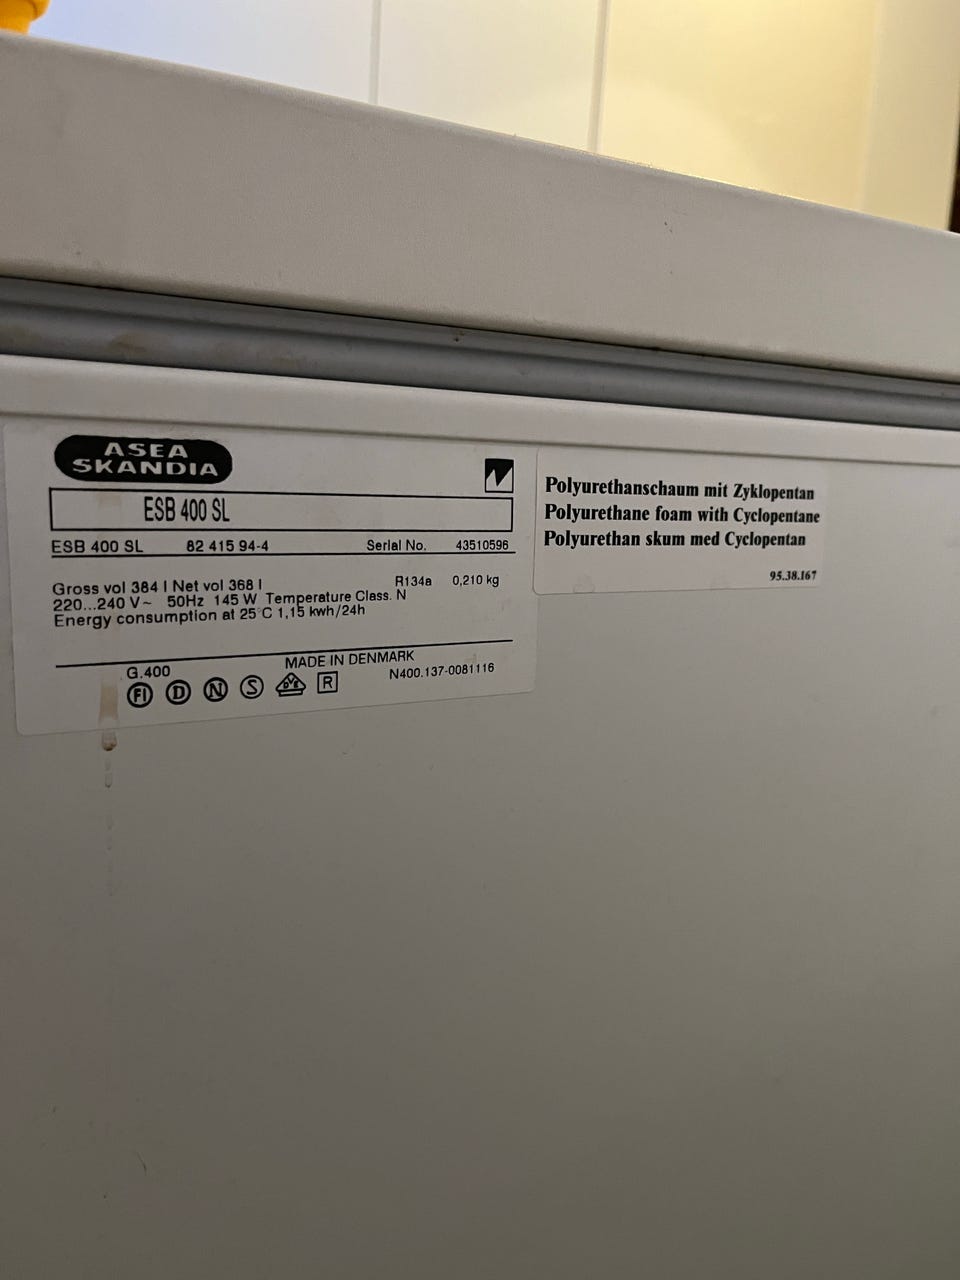 ASEA
SKANDIA
ESB 400 SL
ESB 400 SL 82 415 94-4 Serial No. 43510596
Gross vol 384 l Net vol 368 l R134a 0,210 kg
220...240 V~ 50Hz 145 W Temperature Class. N
Energy consumption at 25°C 1,15 kwh/24h
MADE IN DENMARK
G.400 N400.137-0081116
FI D N S DVE R
Polyurethanschaum mit Zyklopentan
Polyurethane foam with Cyclopentane
Polyurethan skum med Cyclopentan
95.38.167